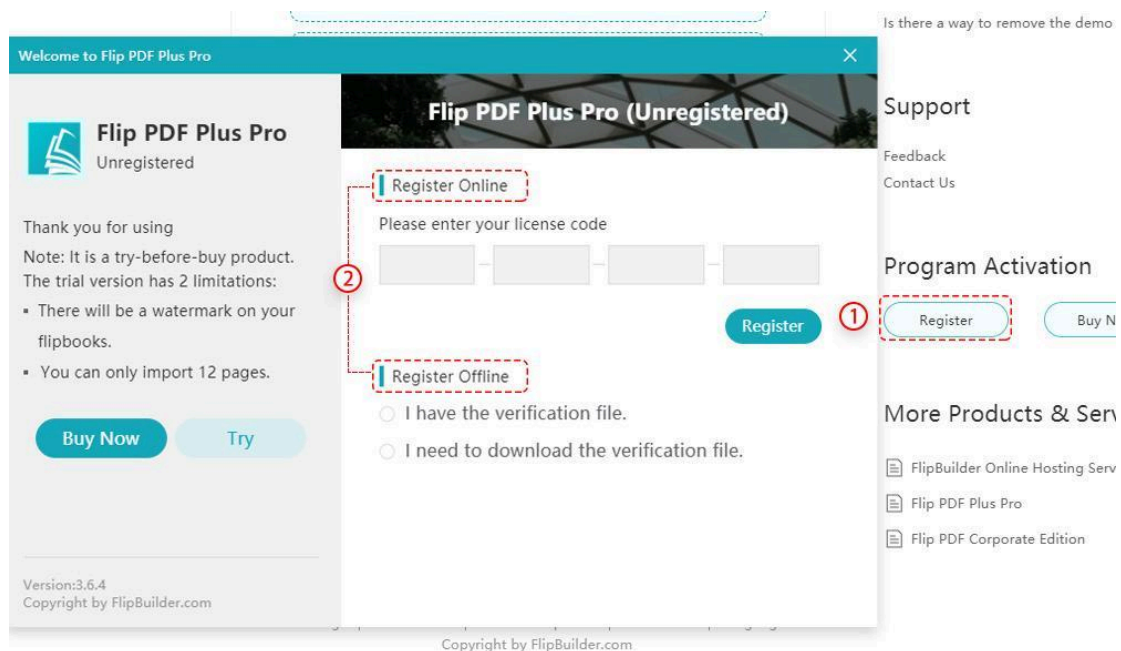 Is there a way to remove the demo
Welcome to Flip PDF Plus Pro
Flip PDF Plus Pro
Unregistered
Thank you for using
Note: It is a try-before-buy product.
The trial version has 2 limitations:
▪ There will be a watermark on your
flipbooks.
▪ You can only import 12 pages.
Buy Now
Try
Version:3.6.4
Copyright by FlipBuilder.com
Flip PDF Plus Pro (Unregistered)
Register Online
Please enter your license code
Register
②
Register Offline
I have the verification file.
I need to download the verification file.
Support
Feedback
Contact Us
Program Activation
①
Register
Buy N
More Products & Serv
FlipBuilder Online Hosting Serv
Flip PDF Plus Pro
Flip PDF Corporate Edition
Copyright by FlipBuilder.com